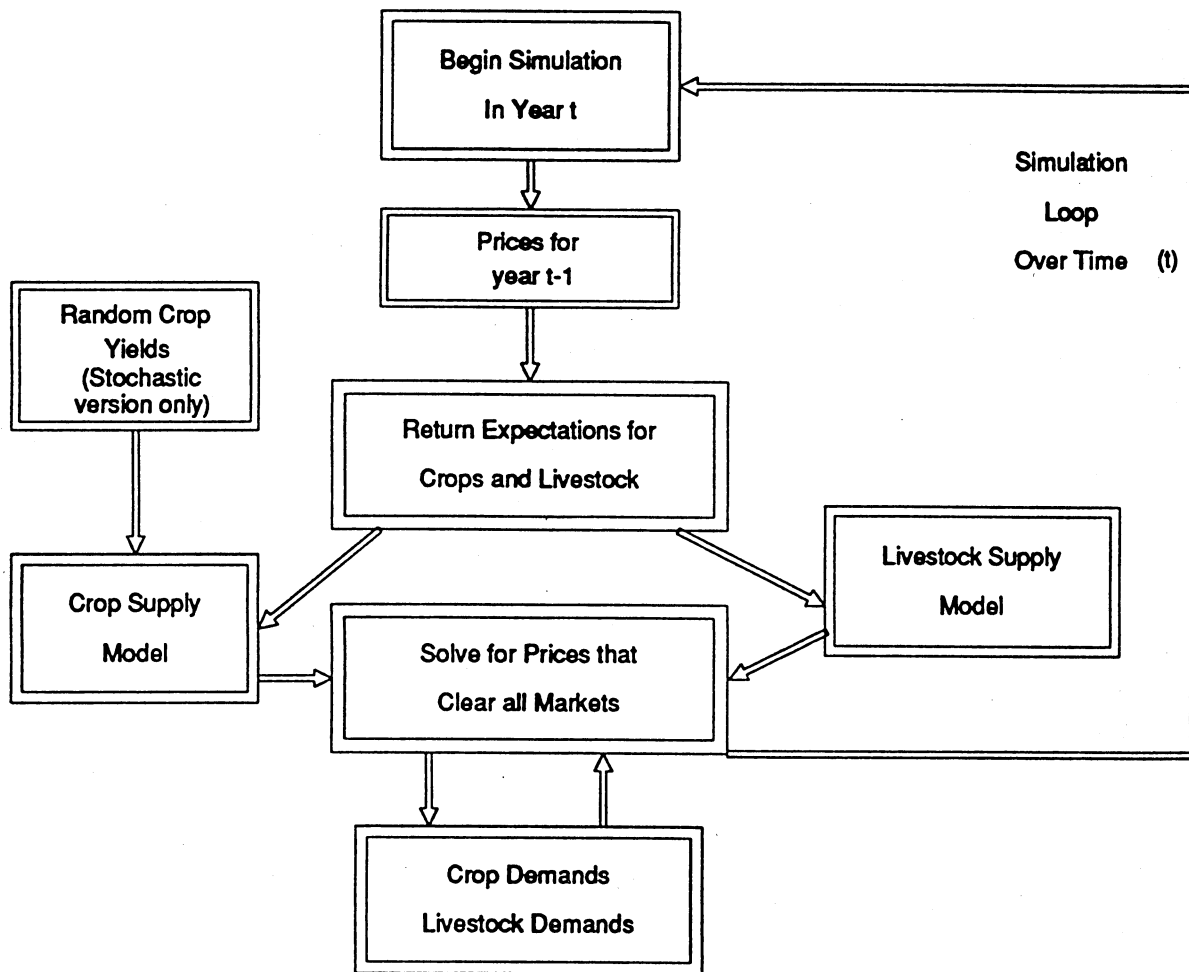 Begin Simulation
In Year t
Simulation
Loop
Over Time (t)
Prices for
year t-1
Random Crop
Yields
(Stochastic
version only)
Return Expectations for
Crops and Livestock
Crop Supply
Model
Livestock Supply
Model
Solve for Prices that
Clear all Markets
Crop Demands
Livestock Demands